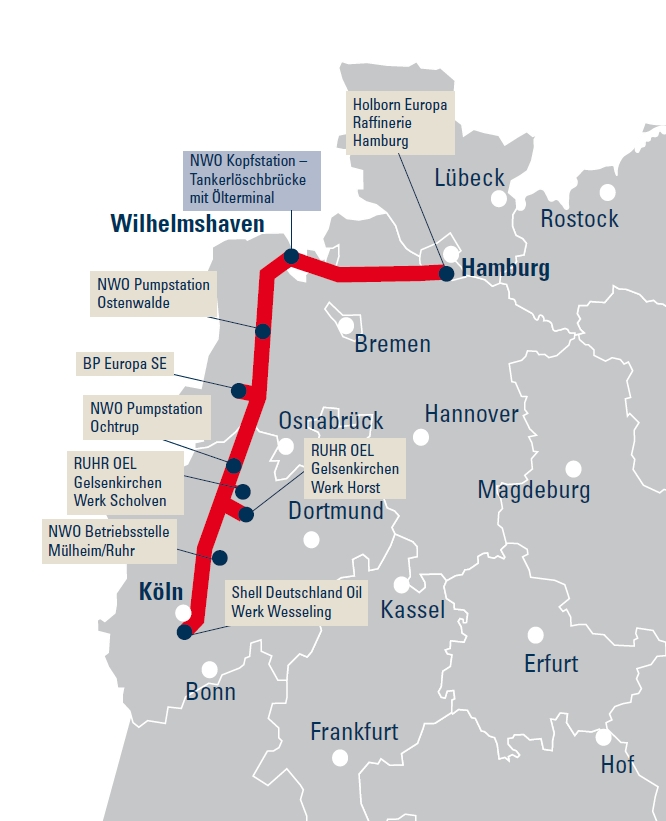 Holborn Europa
Raffinerie
Hamburg
NWO Kopfstation –
Tankerlöschbrücke
mit Ölterminal
Lübeck
Rostock
Wilhelmshaven
Hamburg
NWO Pumpstation
Ostenwalde
Bremen
BP Europa SE
NWO Pumpstation
Ochtrup
Osnabrück
Hannover
RUHR OEL
Gelsenkirchen
Werk Scholven
RUHR OEL
Gelsenkirchen
Werk Horst
Magdeburg
Dortmund
NWO Betriebsstelle
Mülheim/Ruhr
Köln
Shell Deutschland Oil
Werk Wesseling
Kassel
Erfurt
Bonn
Frankfurt
Hof